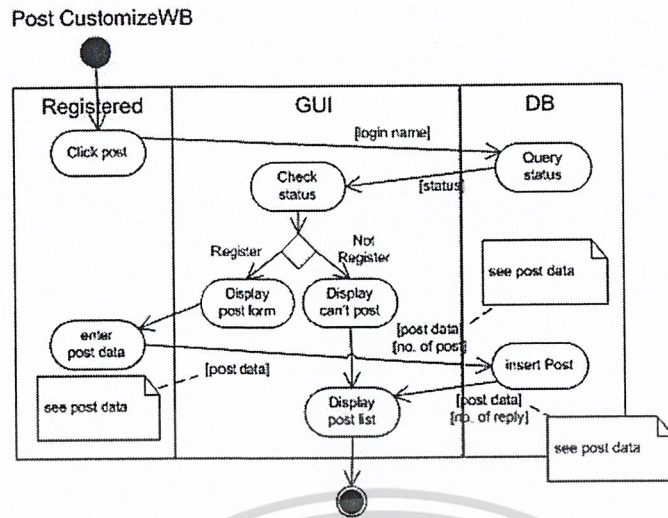 Post CustomizeWB
Registered
GUI
DB
Click post
[login name]
Query
status
Check
status
[status]
Register
Not
Register
see post data
Display
post form
Display
can't post
enter
post data
[post data]
[no. of post]
insert Post
[post data]
see post data
Display
post list
[post data]
[no. of reply]
see post data